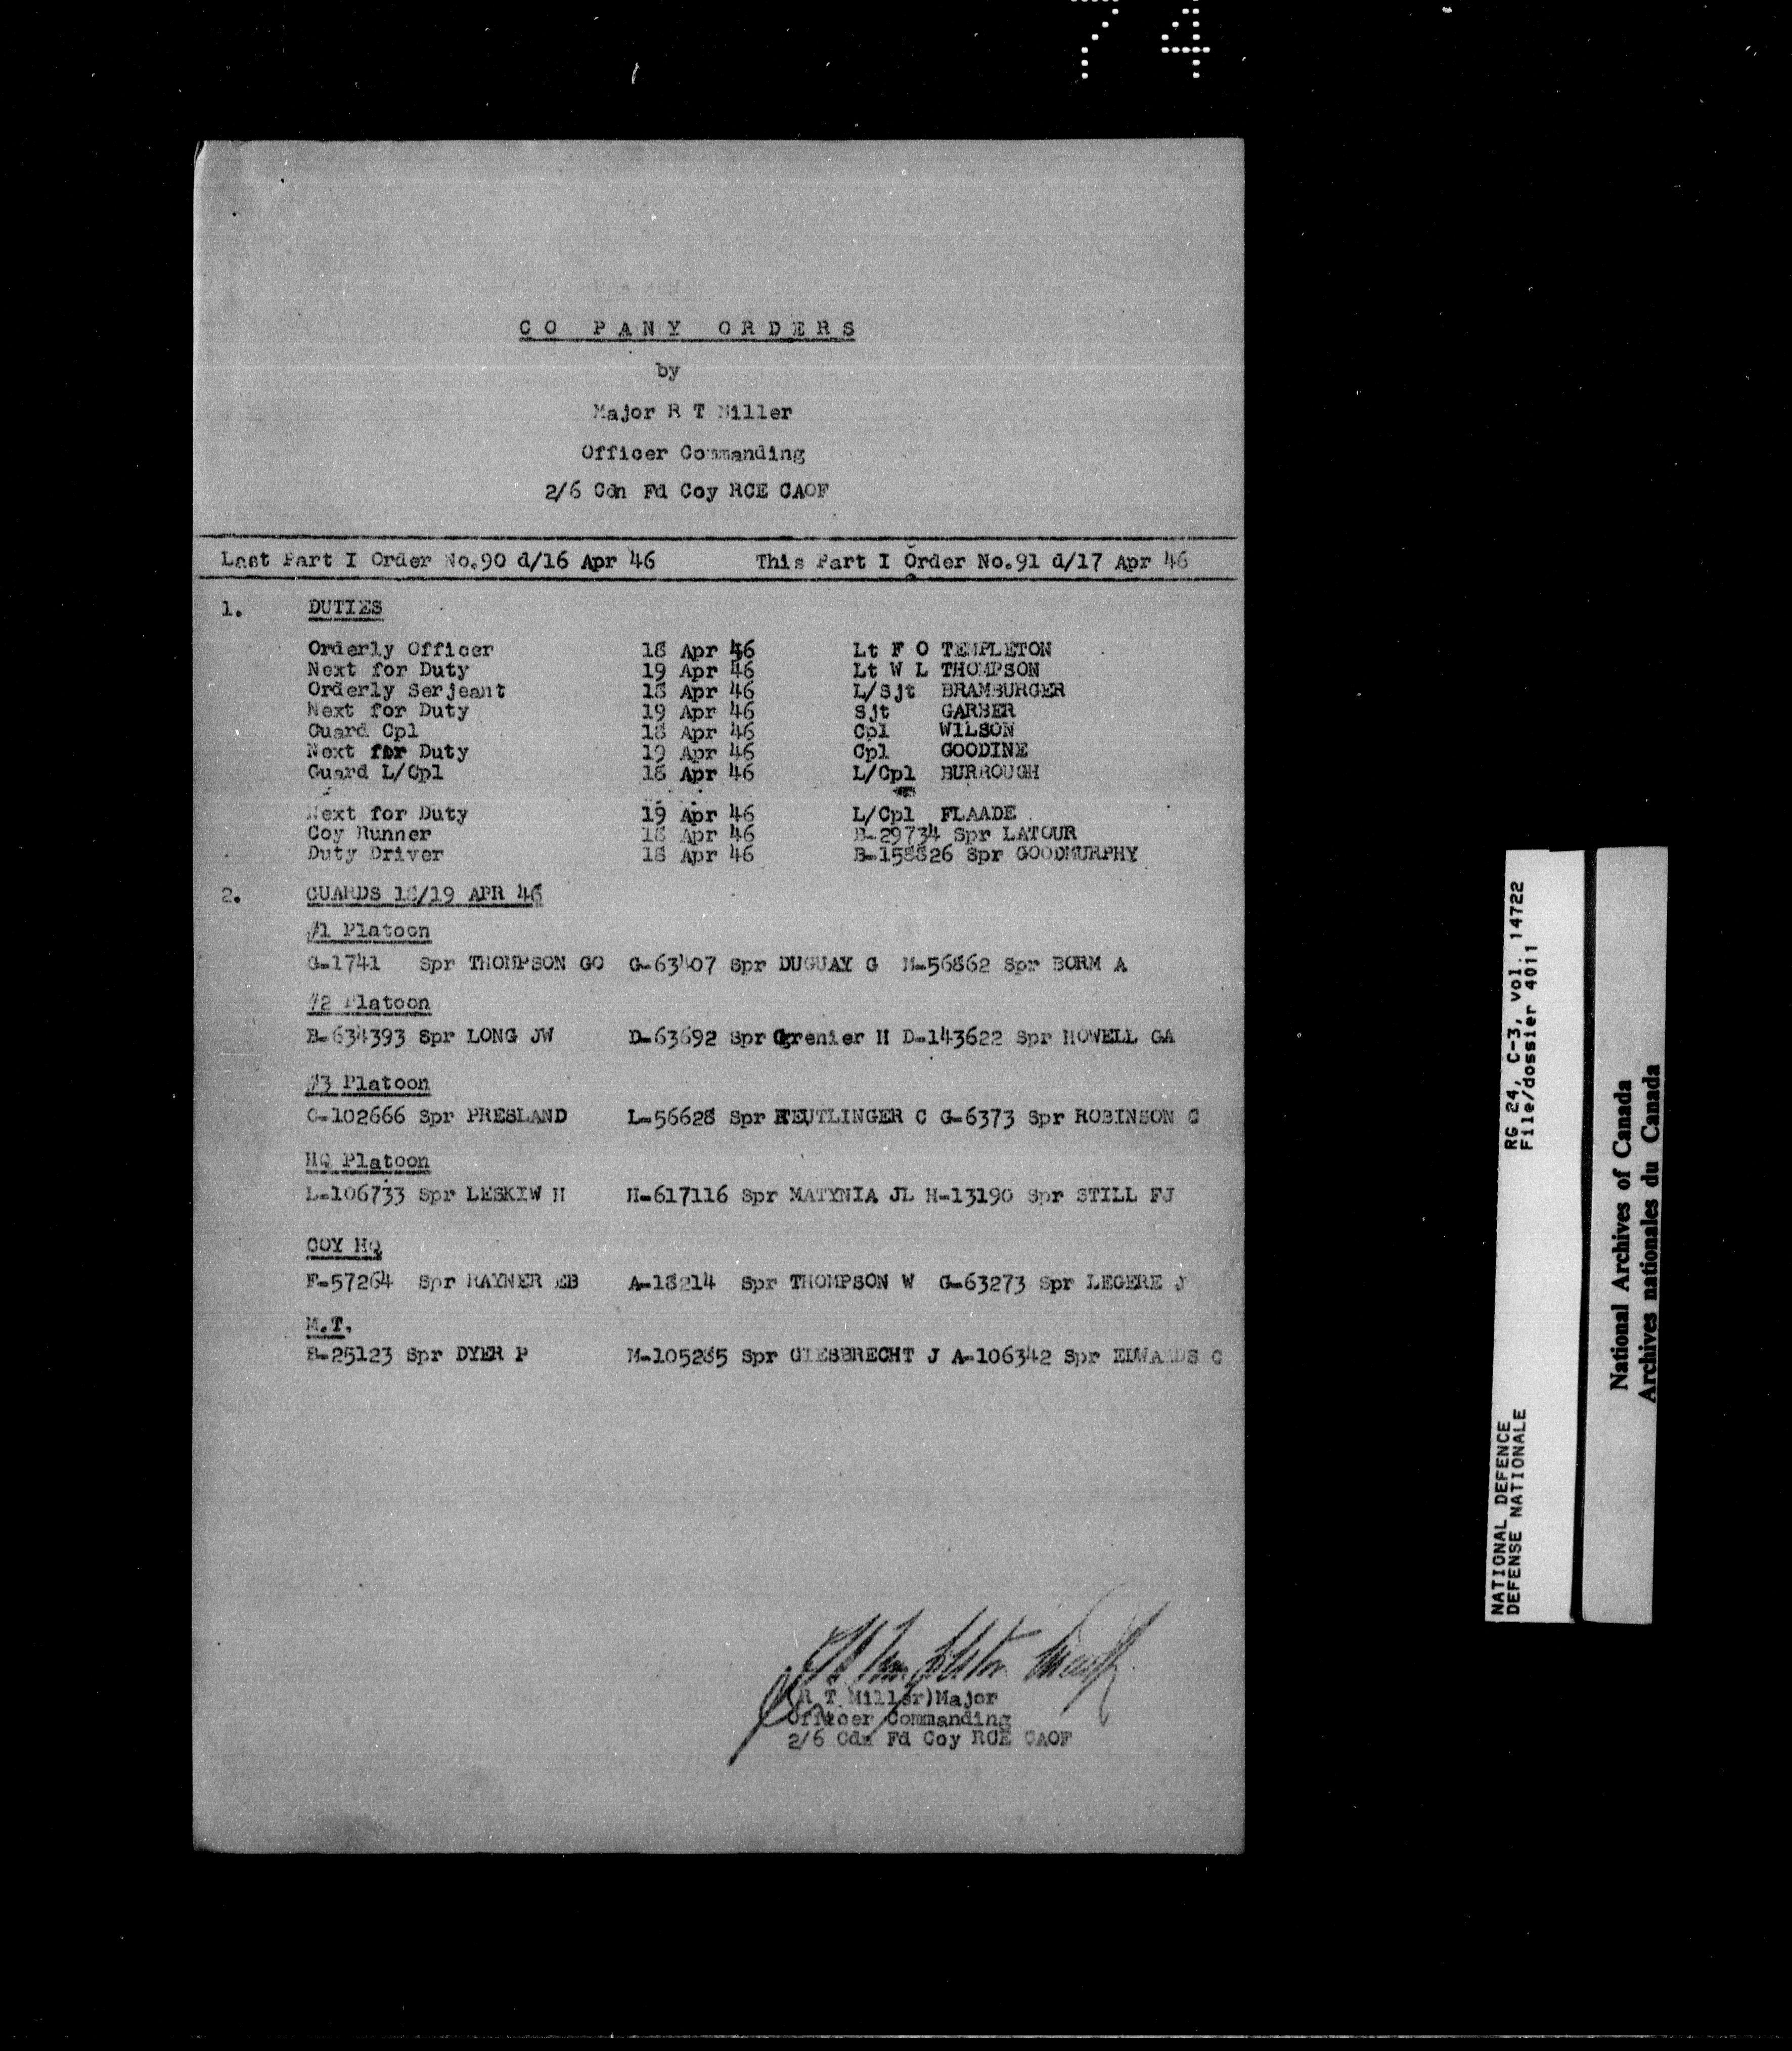 74
CO PANY ORDERS
by
Major R T Miller
Officer Commanding
2/6 Cdn Fd Coy RCE CAOF
Last Part I Order No.90 d/16 Apr 46 This Part I Order No.91 d/17 Apr 46
1. DUTIES
Orderly Officer 18 Apr 46 Lt F O TEMPLETON
Next for Duty 19 Apr 46 Lt W L THOMPSON
Orderly Serjeant 18 Apr 46 L/Sjt BRAMBURGER
Next for Duty 19 Apr 46 Sjt GARBER
Guard Cpl 18 Apr 46 Cpl WILSON
Next for Duty 19 Apr 46 Cpl GOODINE
Guard L/Cpl 18 Apr 46 L/Cpl BURROUGH
Next for Duty 19 Apr 46 L/Cpl FLAADE
Coy Runner 18 Apr 46 B-29734 Spr LATOUR
Duty Driver 18 Apr 46 B-158826 Spr GOODMURPHY
2. GUARDS 18/19 APR 46
#1 Platoon
G-1741 Spr THOMPSON GO G-63407 Spr DUGUAY G H-56862 Spr BORM A
#2 Platoon
B-634393 Spr LONG JW D-63692 Spr Grenier H D-143622 Spr HOWELL GA
#3 Platoon
C-102666 Spr PRESLAND L-56628 Spr REUTLINGER C G-6373 Spr ROBINSON C
HQ Platoon
L-106733 Spr LESKIW H H-617116 Spr MATYNIA JL H-13190 Spr STILL FJ
COY HQ
F-57264 Spr RAYNER EB A-18214 Spr THOMPSON W G-63273 Spr LEGERE J
M.T.
B-25123 Spr DYER P M-105285 Spr GIESBRECHT J A-106342 Spr EDWARDS C
(R T Miller)Major
Officer Commanding
2/6 Cdn Fd Coy RCE CAOF
NATIONAL DEFENCE RG 24, C-3, vol. 14722
DEFENSE NATIONALE File/dossier 4011
National Archives of Canada
Archives nationales du Canada